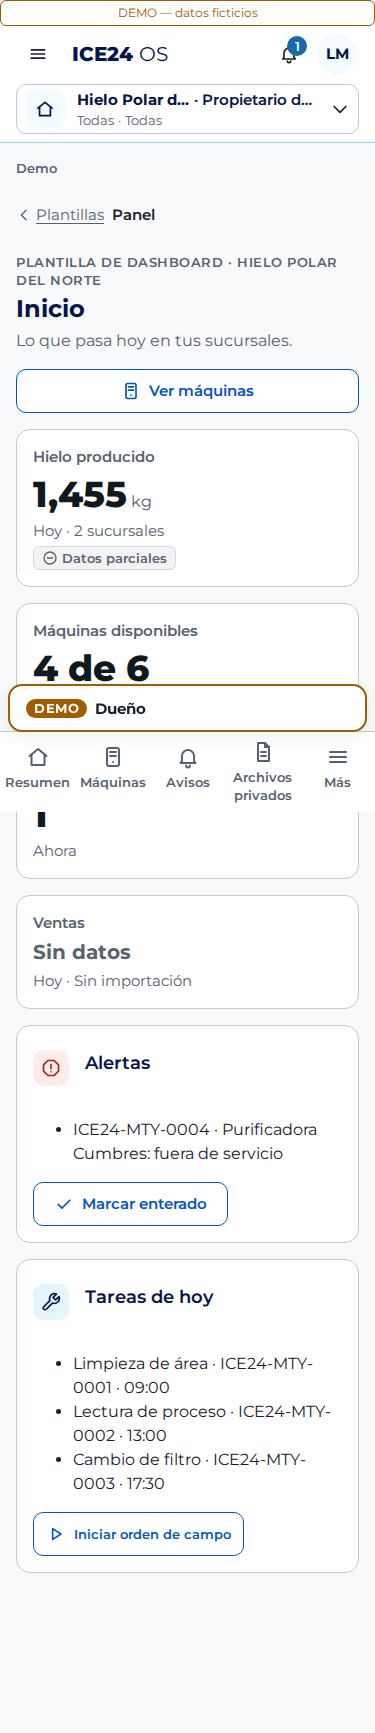 DEMO — datos ficticios
ICE24 OS
1
LM
Hielo Polar d... · Propietario d...
Todas · Todas
Demo
Plantillas Panel
PLANTILLA DE DASHBOARD · HIELO POLAR
DEL NORTE
Inicio
Lo que pasa hoy en tus sucursales.
Ver máquinas
Hielo producido
1,455 kg
Hoy · 2 sucursales
Datos parciales
Máquinas disponibles
4 de 6
DEMO Dueño
Resumen
Máquinas
Avisos
Archivos
privados
Más
Ahora
Ventas
Sin datos
Hoy · Sin importación
Alertas
• ICE24-MTY-0004 · Purificadora
Cumbres: fuera de servicio
Marcar enterado
Tareas de hoy
• Limpieza de área · ICE24-MTY-
0001 · 09:00
• Lectura de proceso · ICE24-MTY-
0002 · 13:00
• Cambio de filtro · ICE24-MTY-
0003 · 17:30
Iniciar orden de campo